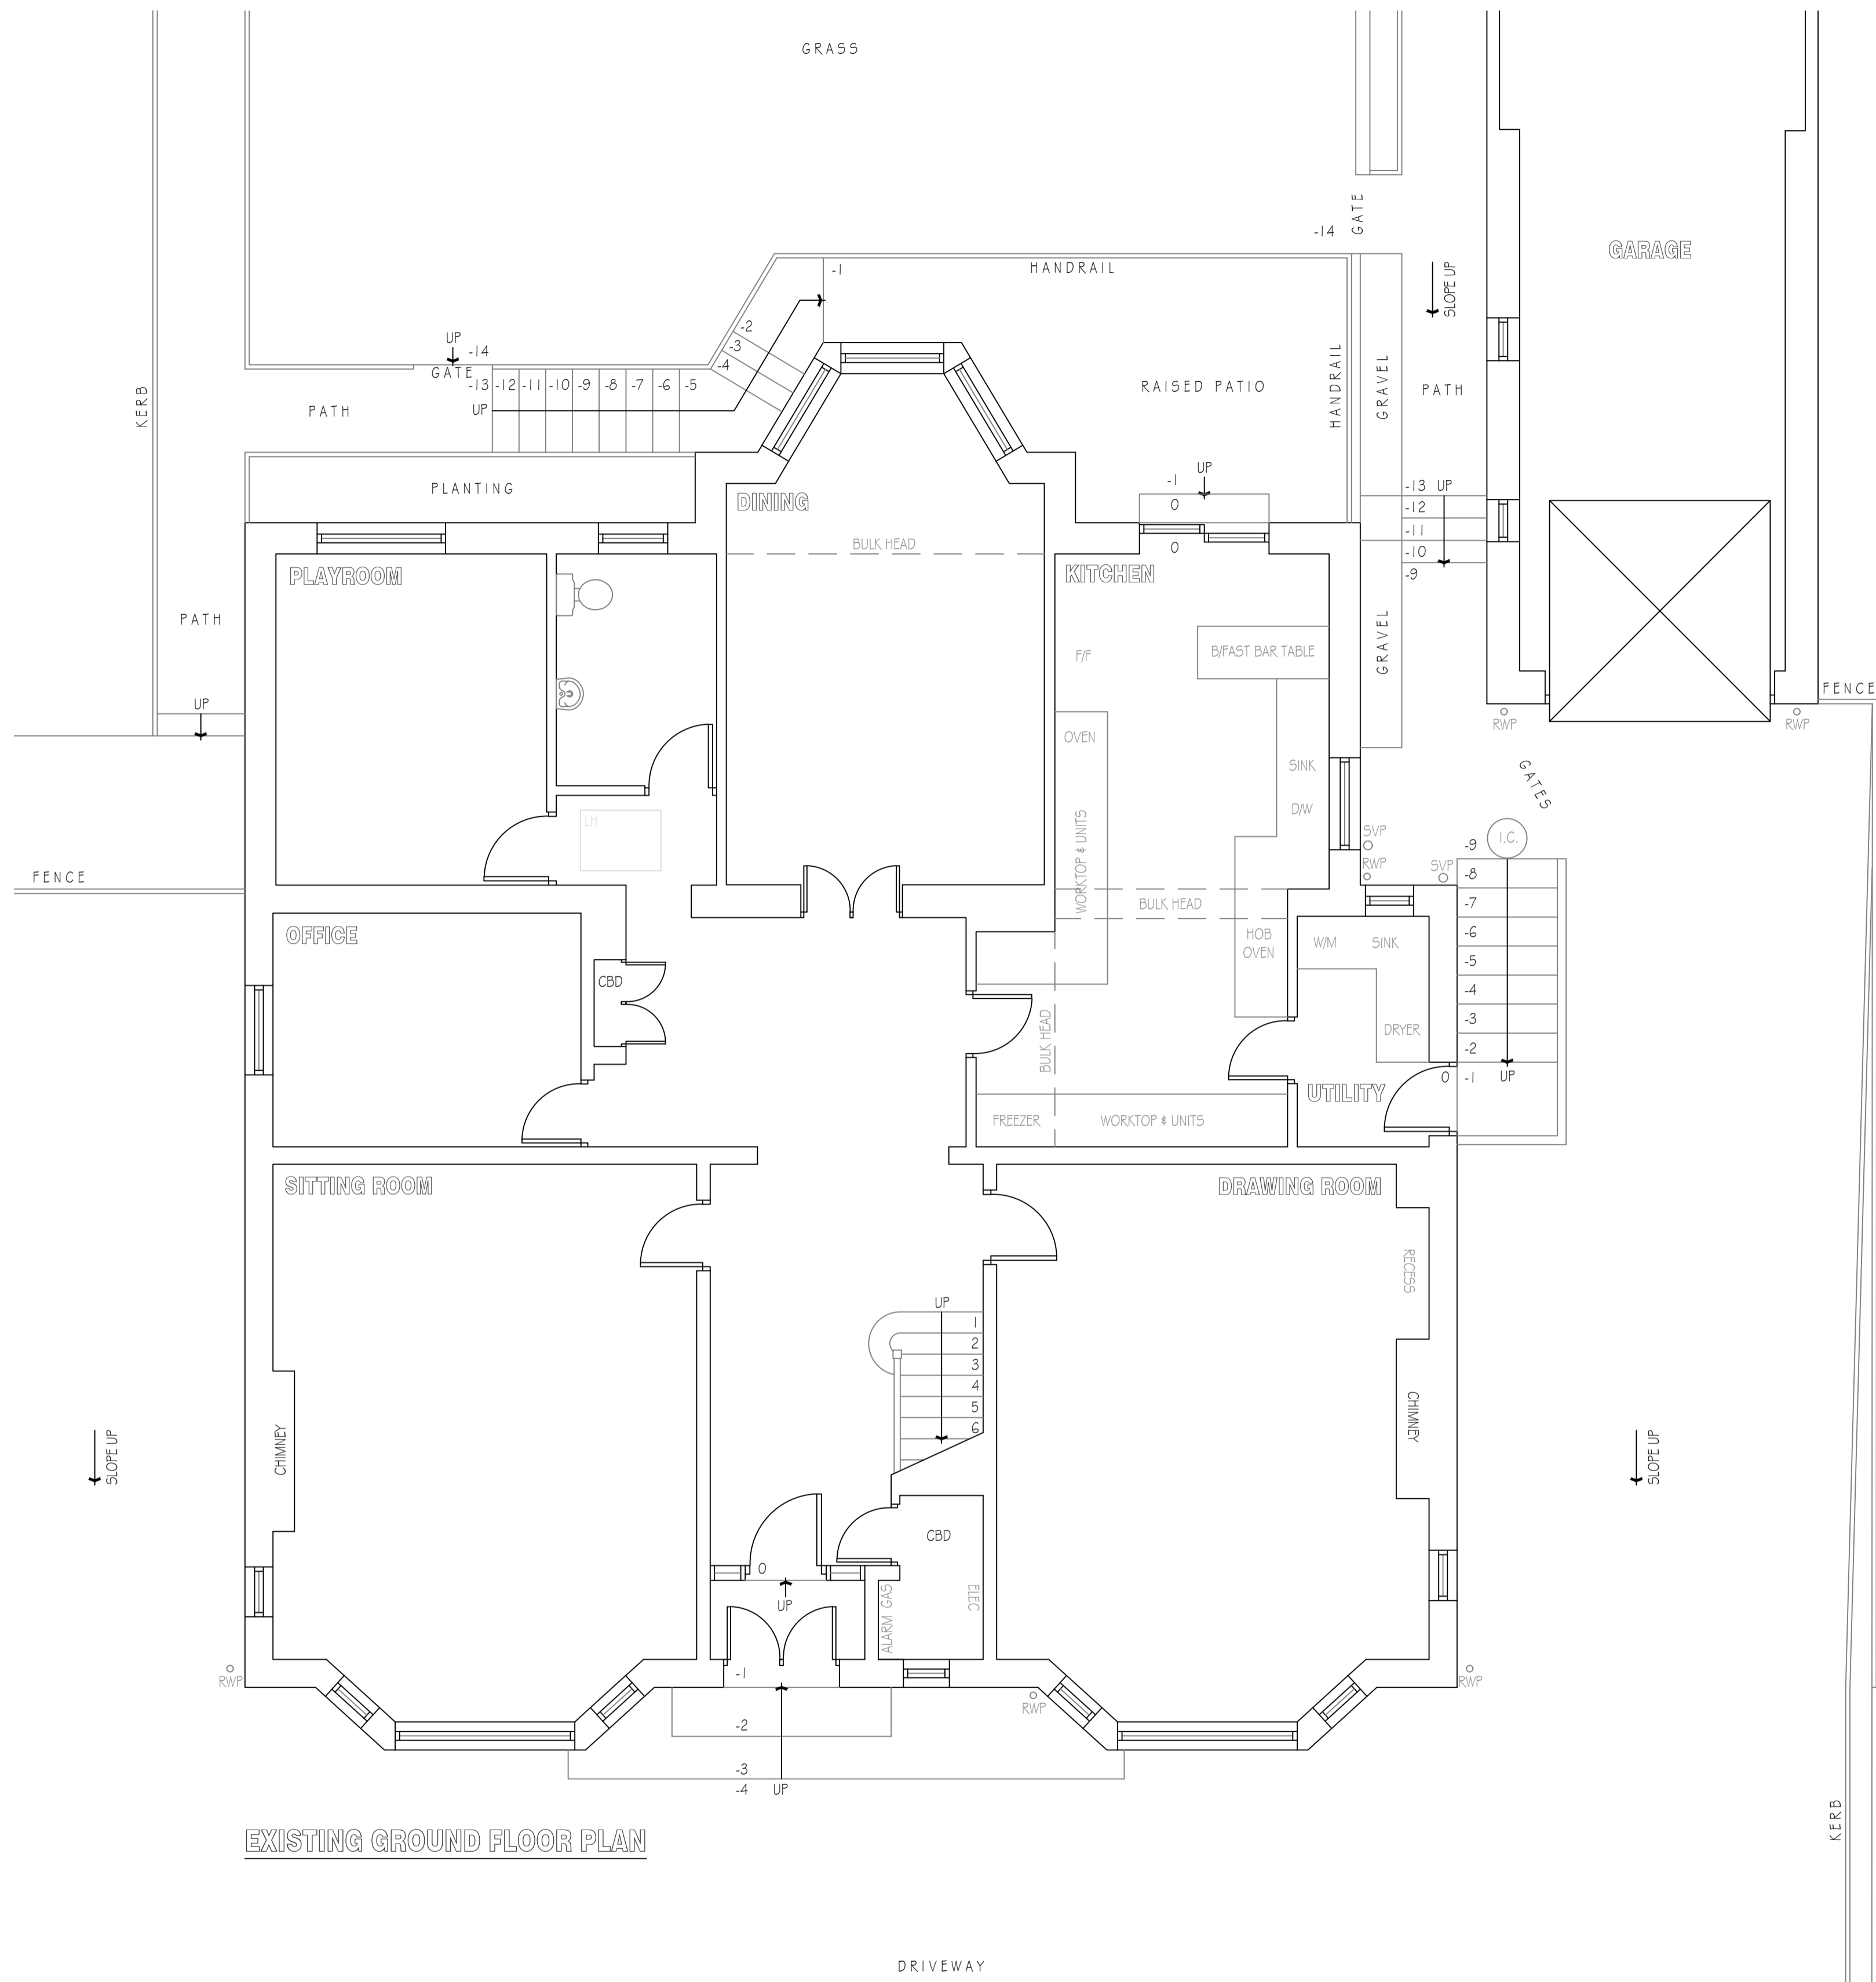 GRASS
GATE
-14
GARAGE
-1
HANDRAIL
SLOPE UP
-2
-3
-4
UP
-14
GATE
-13 -12 -11 -10 -9 -8 -7 -6 -5
UP
PATH
KERB
RAISED PATIO
HANDRAIL
GRAVEL
PATH
PLANTING
DINING
-1
UP
0
-13 UP
-12
-11
-10
-9
BULK HEAD
0
PLAYROOM
KITCHEN
PATH
F/F
B/FAST BAR TABLE
GRAVEL
FENCE
UP
RWP
RWP
OVEN
SINK
GATES
D/W
LH
WORKTOP & UNITS
SVP
I.C.
-9
RWP
SVP
-8
FENCE
BULK HEAD
-7
OFFICE
HOB
OVEN
W/M
SINK
-6
-5
CBD
-4
BULK HEAD
DRYER
-3
-2
0
-1
UP
UTILITY
FREEZER
WORKTOP & UNITS
SITTING ROOM
DRAWING ROOM
RECESS
UP
1
2
3
4
5
6
CHIMNEY
CHIMNEY
SLOPE UP
SLOPE UP
CBD
0
UP
ALARM GAS
ELEC
-1
RWP
RWP
RWP
-2
-3
-4
UP
KERB
EXISTING GROUND FLOOR PLAN
DRIVEWAY